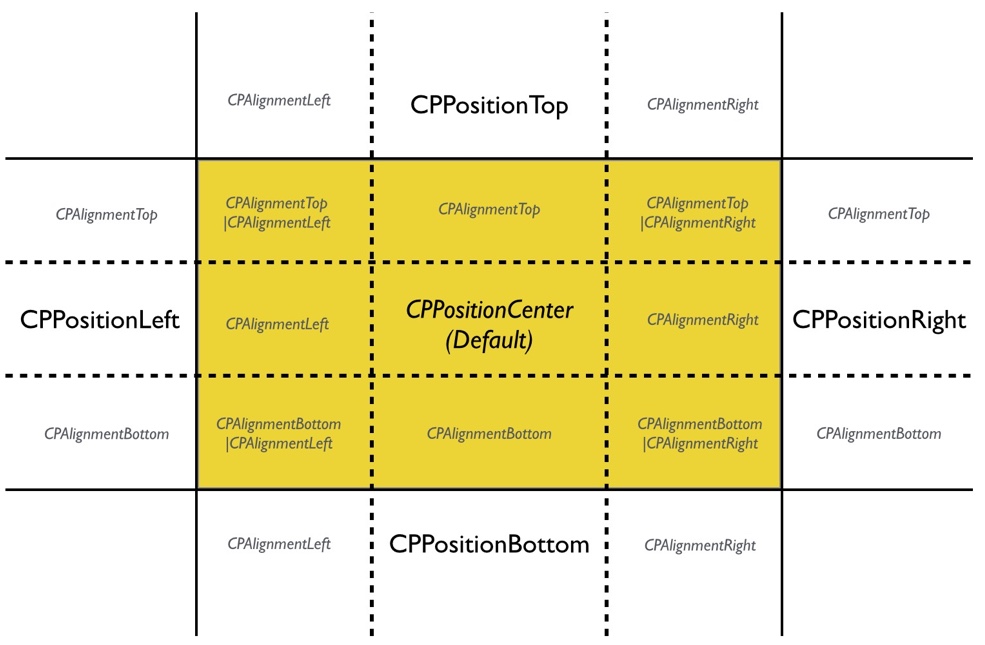 CPAlignmentLeft
CPPositionTop
CPAlignmentRight
CPAlignmentTop
CPAlignmentTop
|CPAlignmentLeft
CPAlignmentTop
CPAlignmentTop
|CPAlignmentRight
CPAlignmentTop
CPPositionLeft
CPAlignmentLeft
CPPositionCenter
(Default)
CPAlignmentRight
CPPositionRight
CPAlignmentBottom
CPAlignmentBottom
|CPAlignmentLeft
CPAlignmentBottom
CPAlignmentBottom
|CPAlignmentRight
CPAlignmentBottom
CPAlignmentLeft
CPPositionBottom
CPAlignmentRight